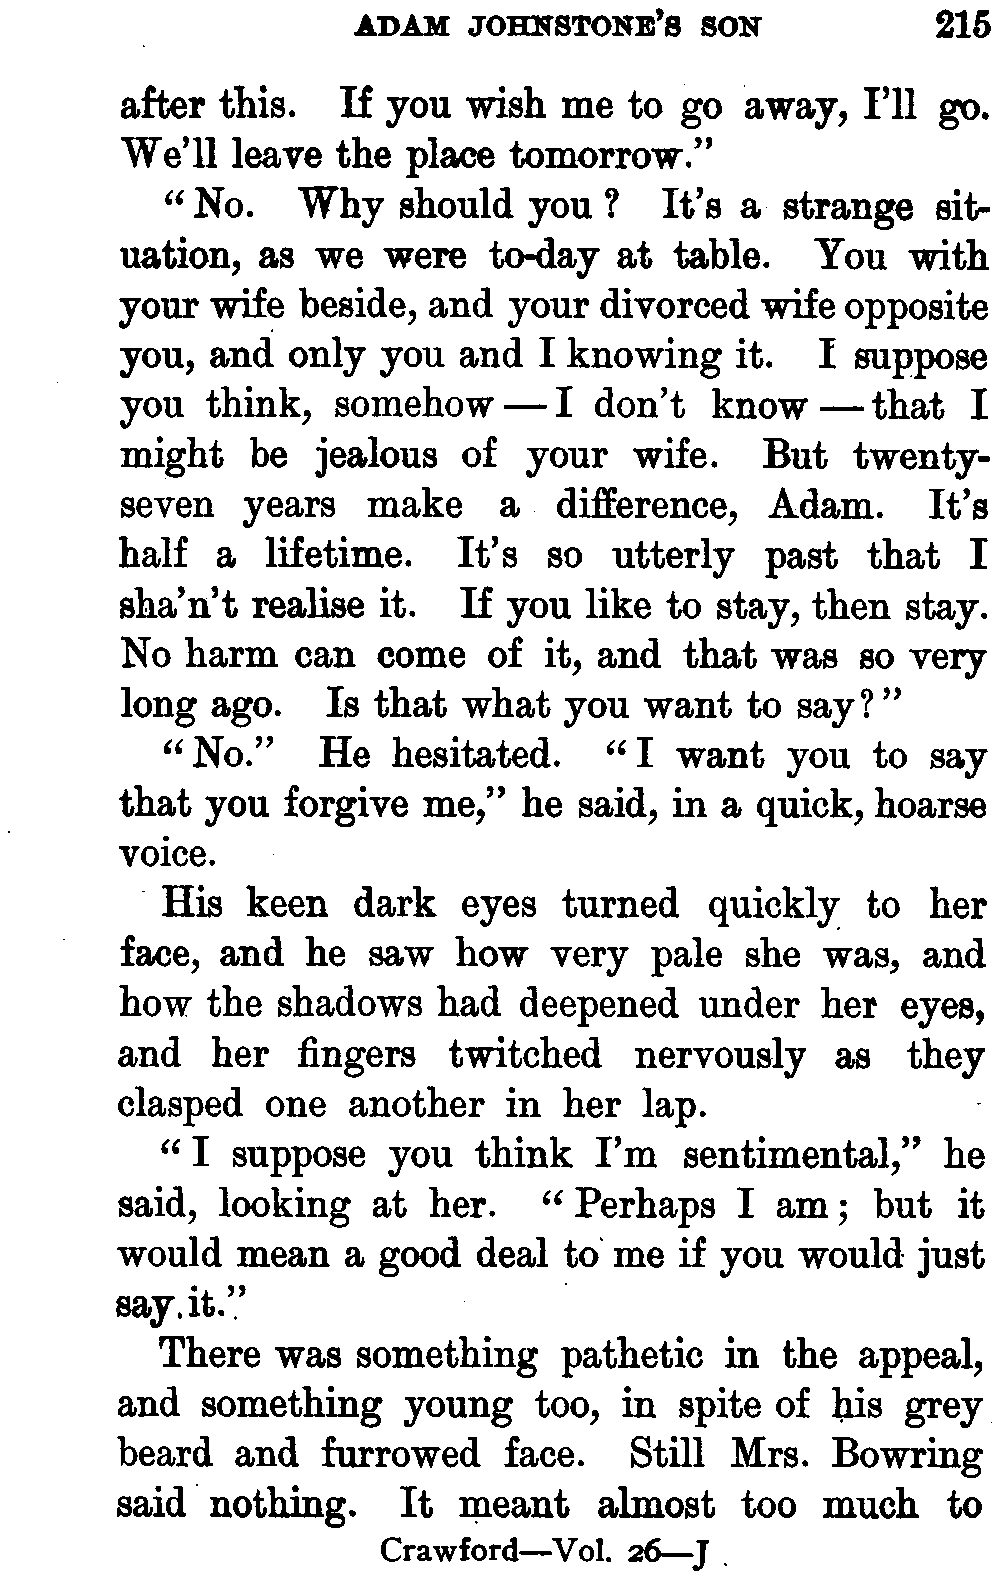 ADAM JOHNSTONE'S SON 215
after this. If you wish me to go away, I'll go.
We'll leave the place tomorrow."
"No. Why should you? It's a strange sit-
uation, as we were to-day at table. You with
your wife beside, and your divorced wife opposite
you, and only you and I knowing it. I suppose
you think, somehow — I don't know — that I
might be jealous of your wife. But twenty-
seven years make a difference, Adam. It's
half a lifetime. It's so utterly past that I
sha'n't realise it. If you like to stay, then stay.
No harm can come of it, and that was so very
long ago. Is that what you want to say?"
"No." He hesitated. "I want you to say
that you forgive me," he said, in a quick, hoarse
voice.
His keen dark eyes turned quickly to her
face, and he saw how very pale she was, and
how the shadows had deepened under her eyes,
and her fingers twitched nervously as they
clasped one another in her lap.
"I suppose you think I'm sentimental," he
said, looking at her. "Perhaps I am; but it
would mean a good deal to me if you would just
say it."
There was something pathetic in the appeal,
and something young too, in spite of his grey
beard and furrowed face. Still Mrs. Bowring
said nothing. It meant almost too much to
Crawford—Vol. 26—J